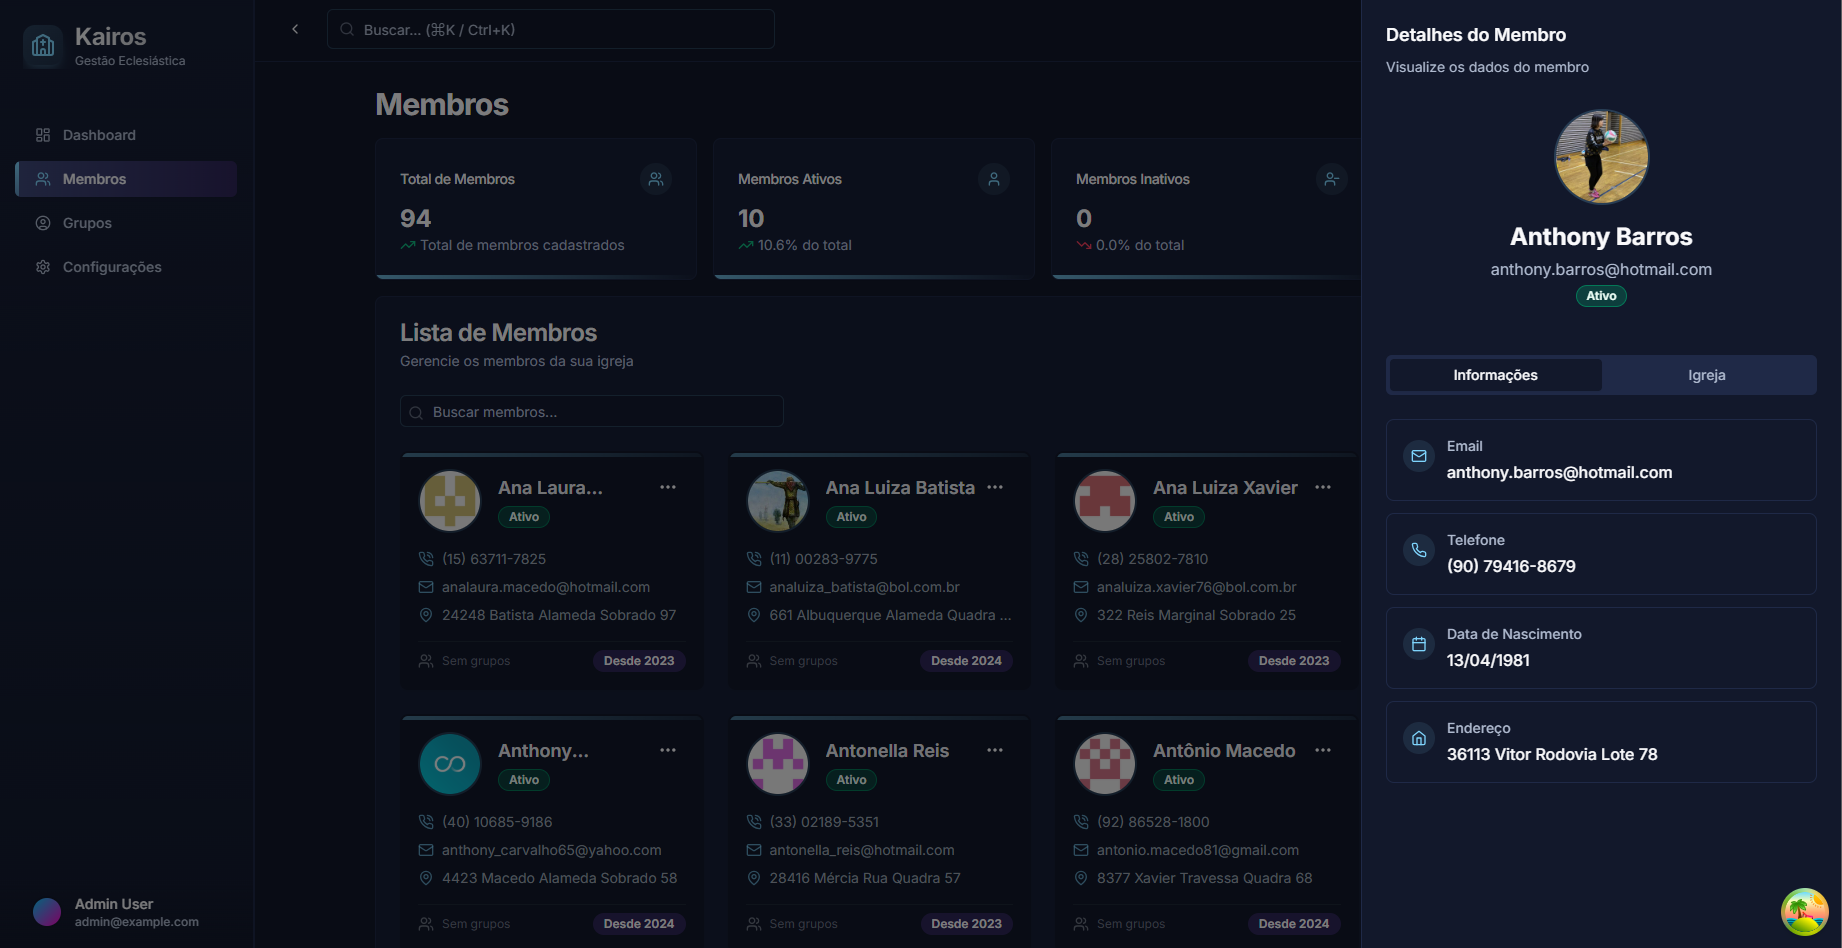 Kairos
Gestão Eclesiástica
Dashboard
Membros
Grupos
Configurações
Admin User
admin@example.com
Buscar... (⌘K / Ctrl+K)
Membros
Total de Membros
94
Total de membros cadastrados
Membros Ativos
10
10.6% do total
Membros Inativos
0
0.0% do total
Lista de Membros
Gerencie os membros da sua igreja
Buscar membros...
Ana Laura...
Ativo
(15) 63711-7825
analaura.macedo@hotmail.com
24248 Batista Alameda Sobrado 97
Sem grupos
Desde 2023
Ana Luiza Batista
Ativo
(11) 00283-9775
analuiza_batista@bol.com.br
661 Albuquerque Alameda Quadra ...
Sem grupos
Desde 2024
Ana Luiza Xavier
Ativo
(28) 25802-7810
analuiza.xavier76@bol.com.br
322 Reis Marginal Sobrado 25
Sem grupos
Desde 2023
Anthony...
Ativo
(40) 10685-9186
anthony_carvalho65@yahoo.com
4423 Macedo Alameda Sobrado 58
Sem grupos
Desde 2024
Antonella Reis
Ativo
(33) 02189-5351
antonella_reis@hotmail.com
28416 Mércia Rua Quadra 57
Sem grupos
Desde 2023
Antônio Macedo
Ativo
(92) 86528-1800
antonio.macedo81@gmail.com
8377 Xavier Travessa Quadra 68
Sem grupos
Desde 2024
Detalhes do Membro
Visualize os dados do membro
Anthony Barros
anthony.barros@hotmail.com
Ativo
Informações
Igreja
Email
anthony.barros@hotmail.com
Telefone
(90) 79416-8679
Data de Nascimento
13/04/1981
Endereço
36113 Vitor Rodovia Lote 78